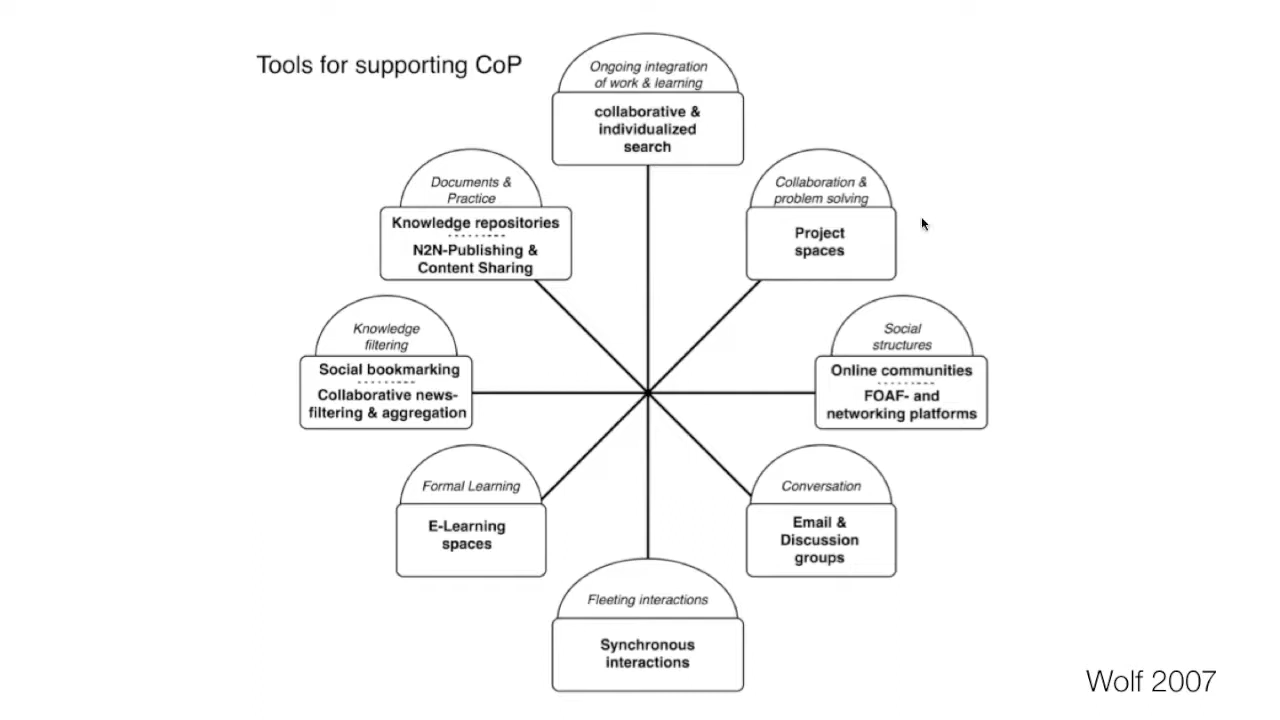 Tools for supporting CoP
Ongoing integration
of work & learning
collaborative &
individualized
search
Documents &
Practice
Knowledge repositories
N2N-Publishing &
Content Sharing
Collaboration &
problem solving
Project
spaces
Knowledge
filtering
Social bookmarking
Collaborative news-
filtering & aggregation
Social
structures
Online communities
FOAF- and
networking platforms
Formal Learning
E-Learning
spaces
Conversation
Email &
Discussion
groups
Fleeting interactions
Synchronous
interactions
Wolf 2007